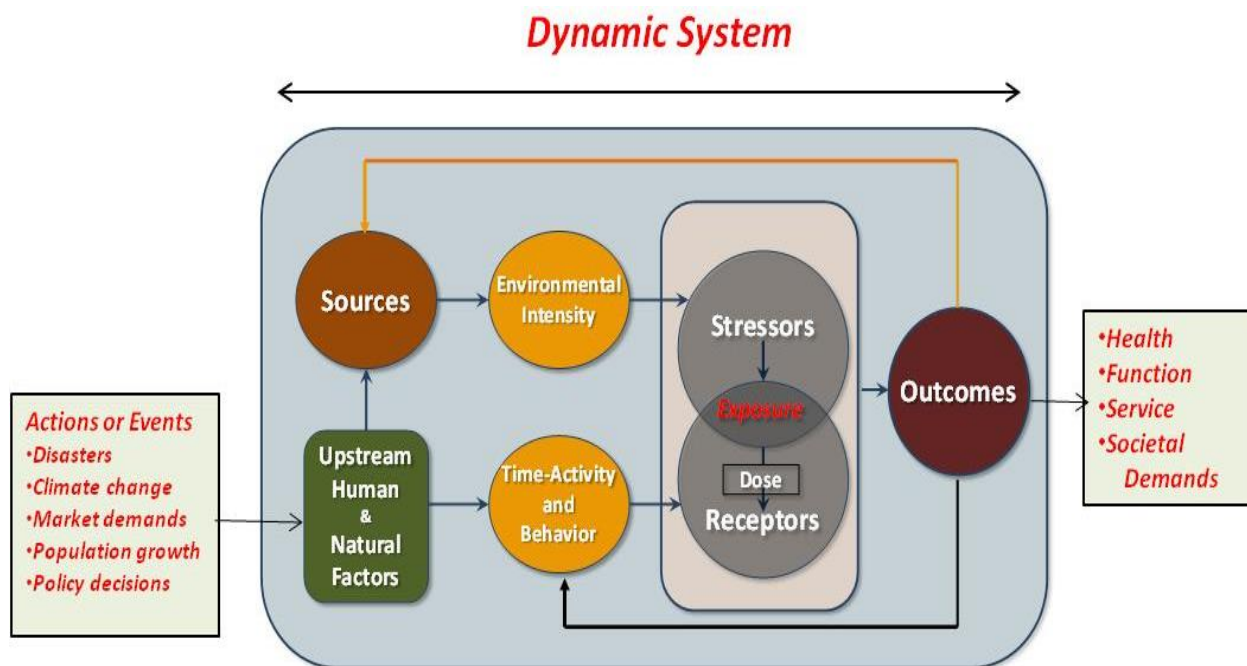 Dynamic System
Actions or Events
•Disasters
•Climate change
•Market demands
•Population growth
•Policy decisions
Sources
Upstream
Human
&
Natural
Factors
Environmental
Intensity
Time-Activity
and
Behavior
Stressors
Exposure
Dose
Receptors
Outcomes
•Health
•Function
•Service
•Societal
Demands